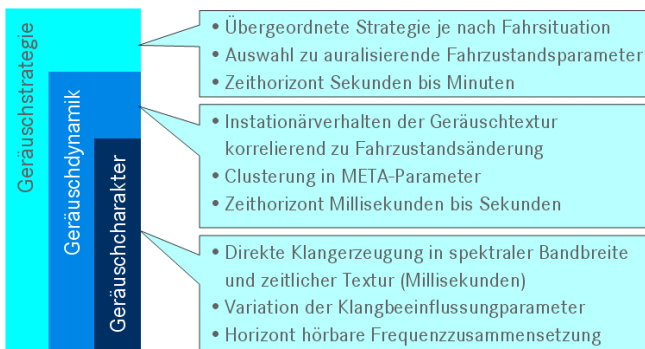 Geräuschstrategie
• Übergeordnete Strategie je nach Fahrsituation
• Auswahl zu auralisierende Fahrzustandsparameter
• Zeithorizont Sekunden bis Minuten
Geräuschdynamik
• Instationärverhalten der Geräuschtextur
korrelierend zu Fahrzustandsänderung
• Clusterung in META-Parameter
• Zeithorizont Millisekunden bis Sekunden
Geräuschcharakter
• Direkte Klangerzeugung in spektraler Bandbreite
und zeitlicher Textur (Millisekunden)
• Variation der Klangbeeinflussungparameter
• Horizont hörbare Frequenzzusammensetzung